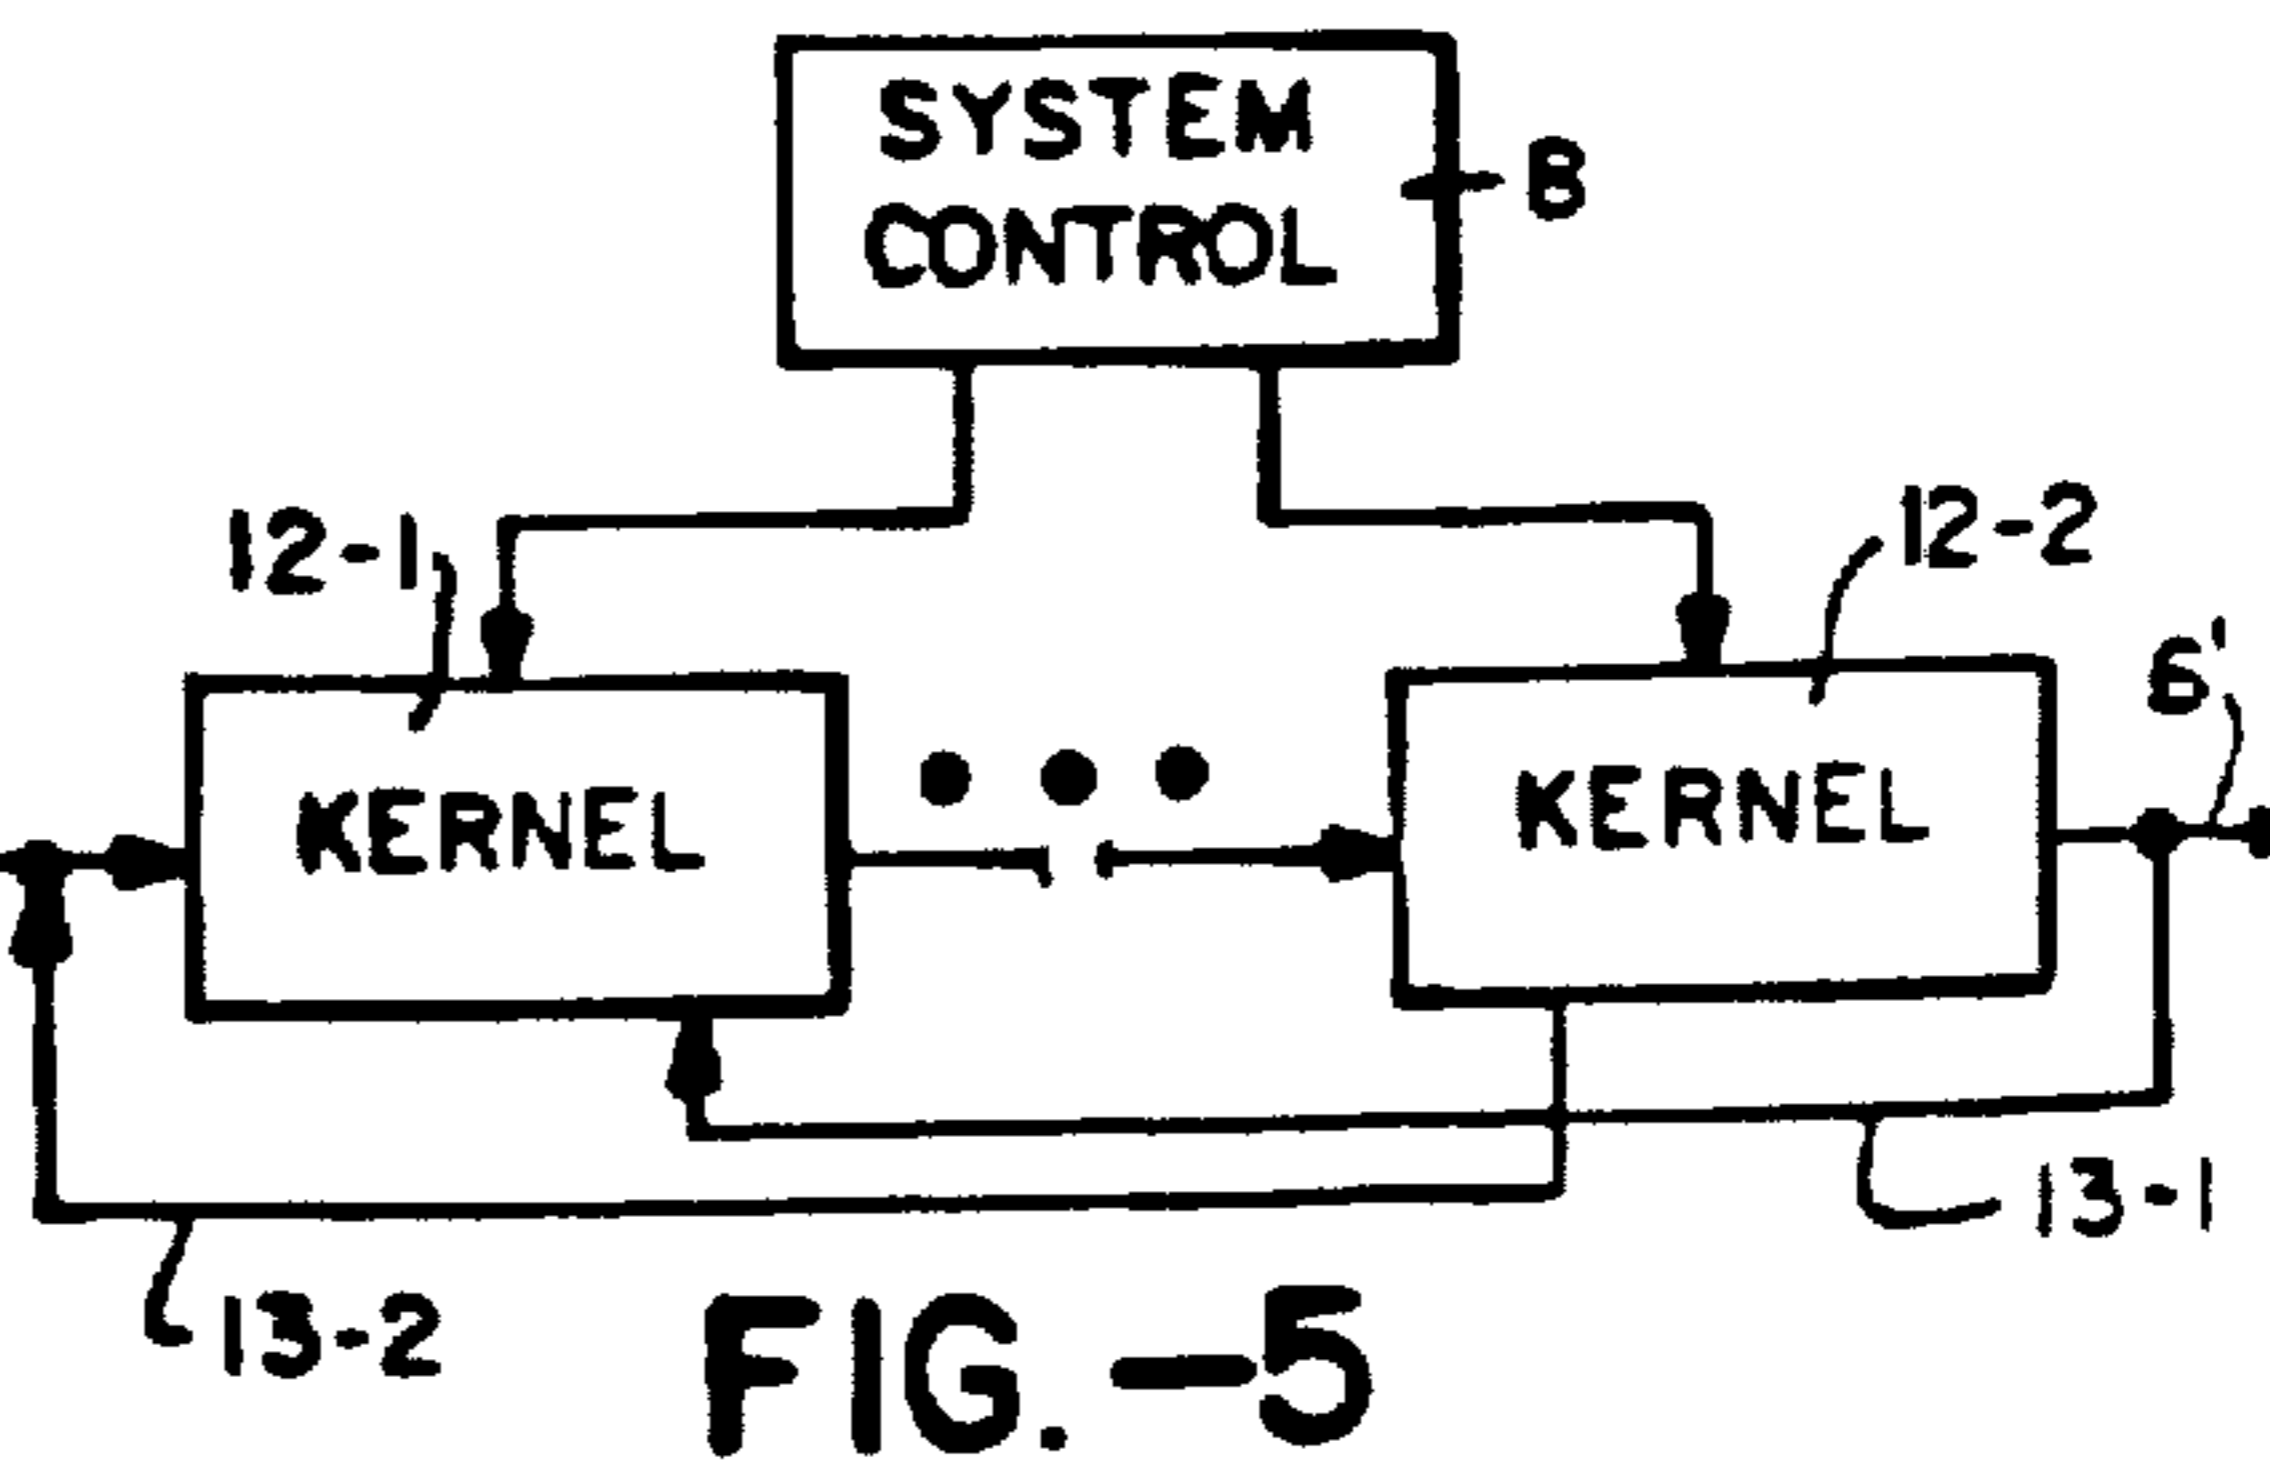 SYSTEM
CONTROL
8
12-1
12-2
6'
KERNEL
KERNEL
13-1
13-2
FIG.-5